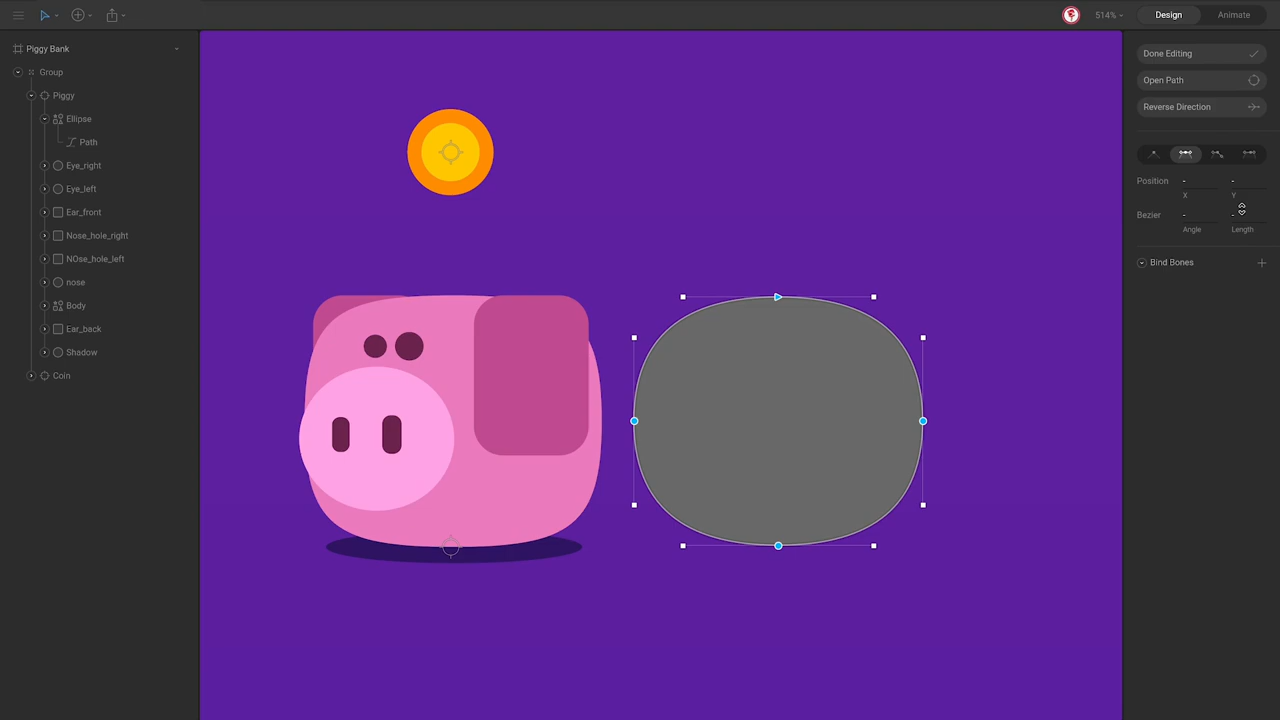 514%
Design
Animate
Piggy Bank
Group
Piggy
Ellipse
Path
Eye_right
Eye_left
Ear_front
Nose_hole_right
NOse_hole_left
nose
Body
Ear_back
Shadow
Coin
Done Editing
Open Path
Reverse Direction
Position - -
X Y
Bezier - -
Angle Length
Bind Bones